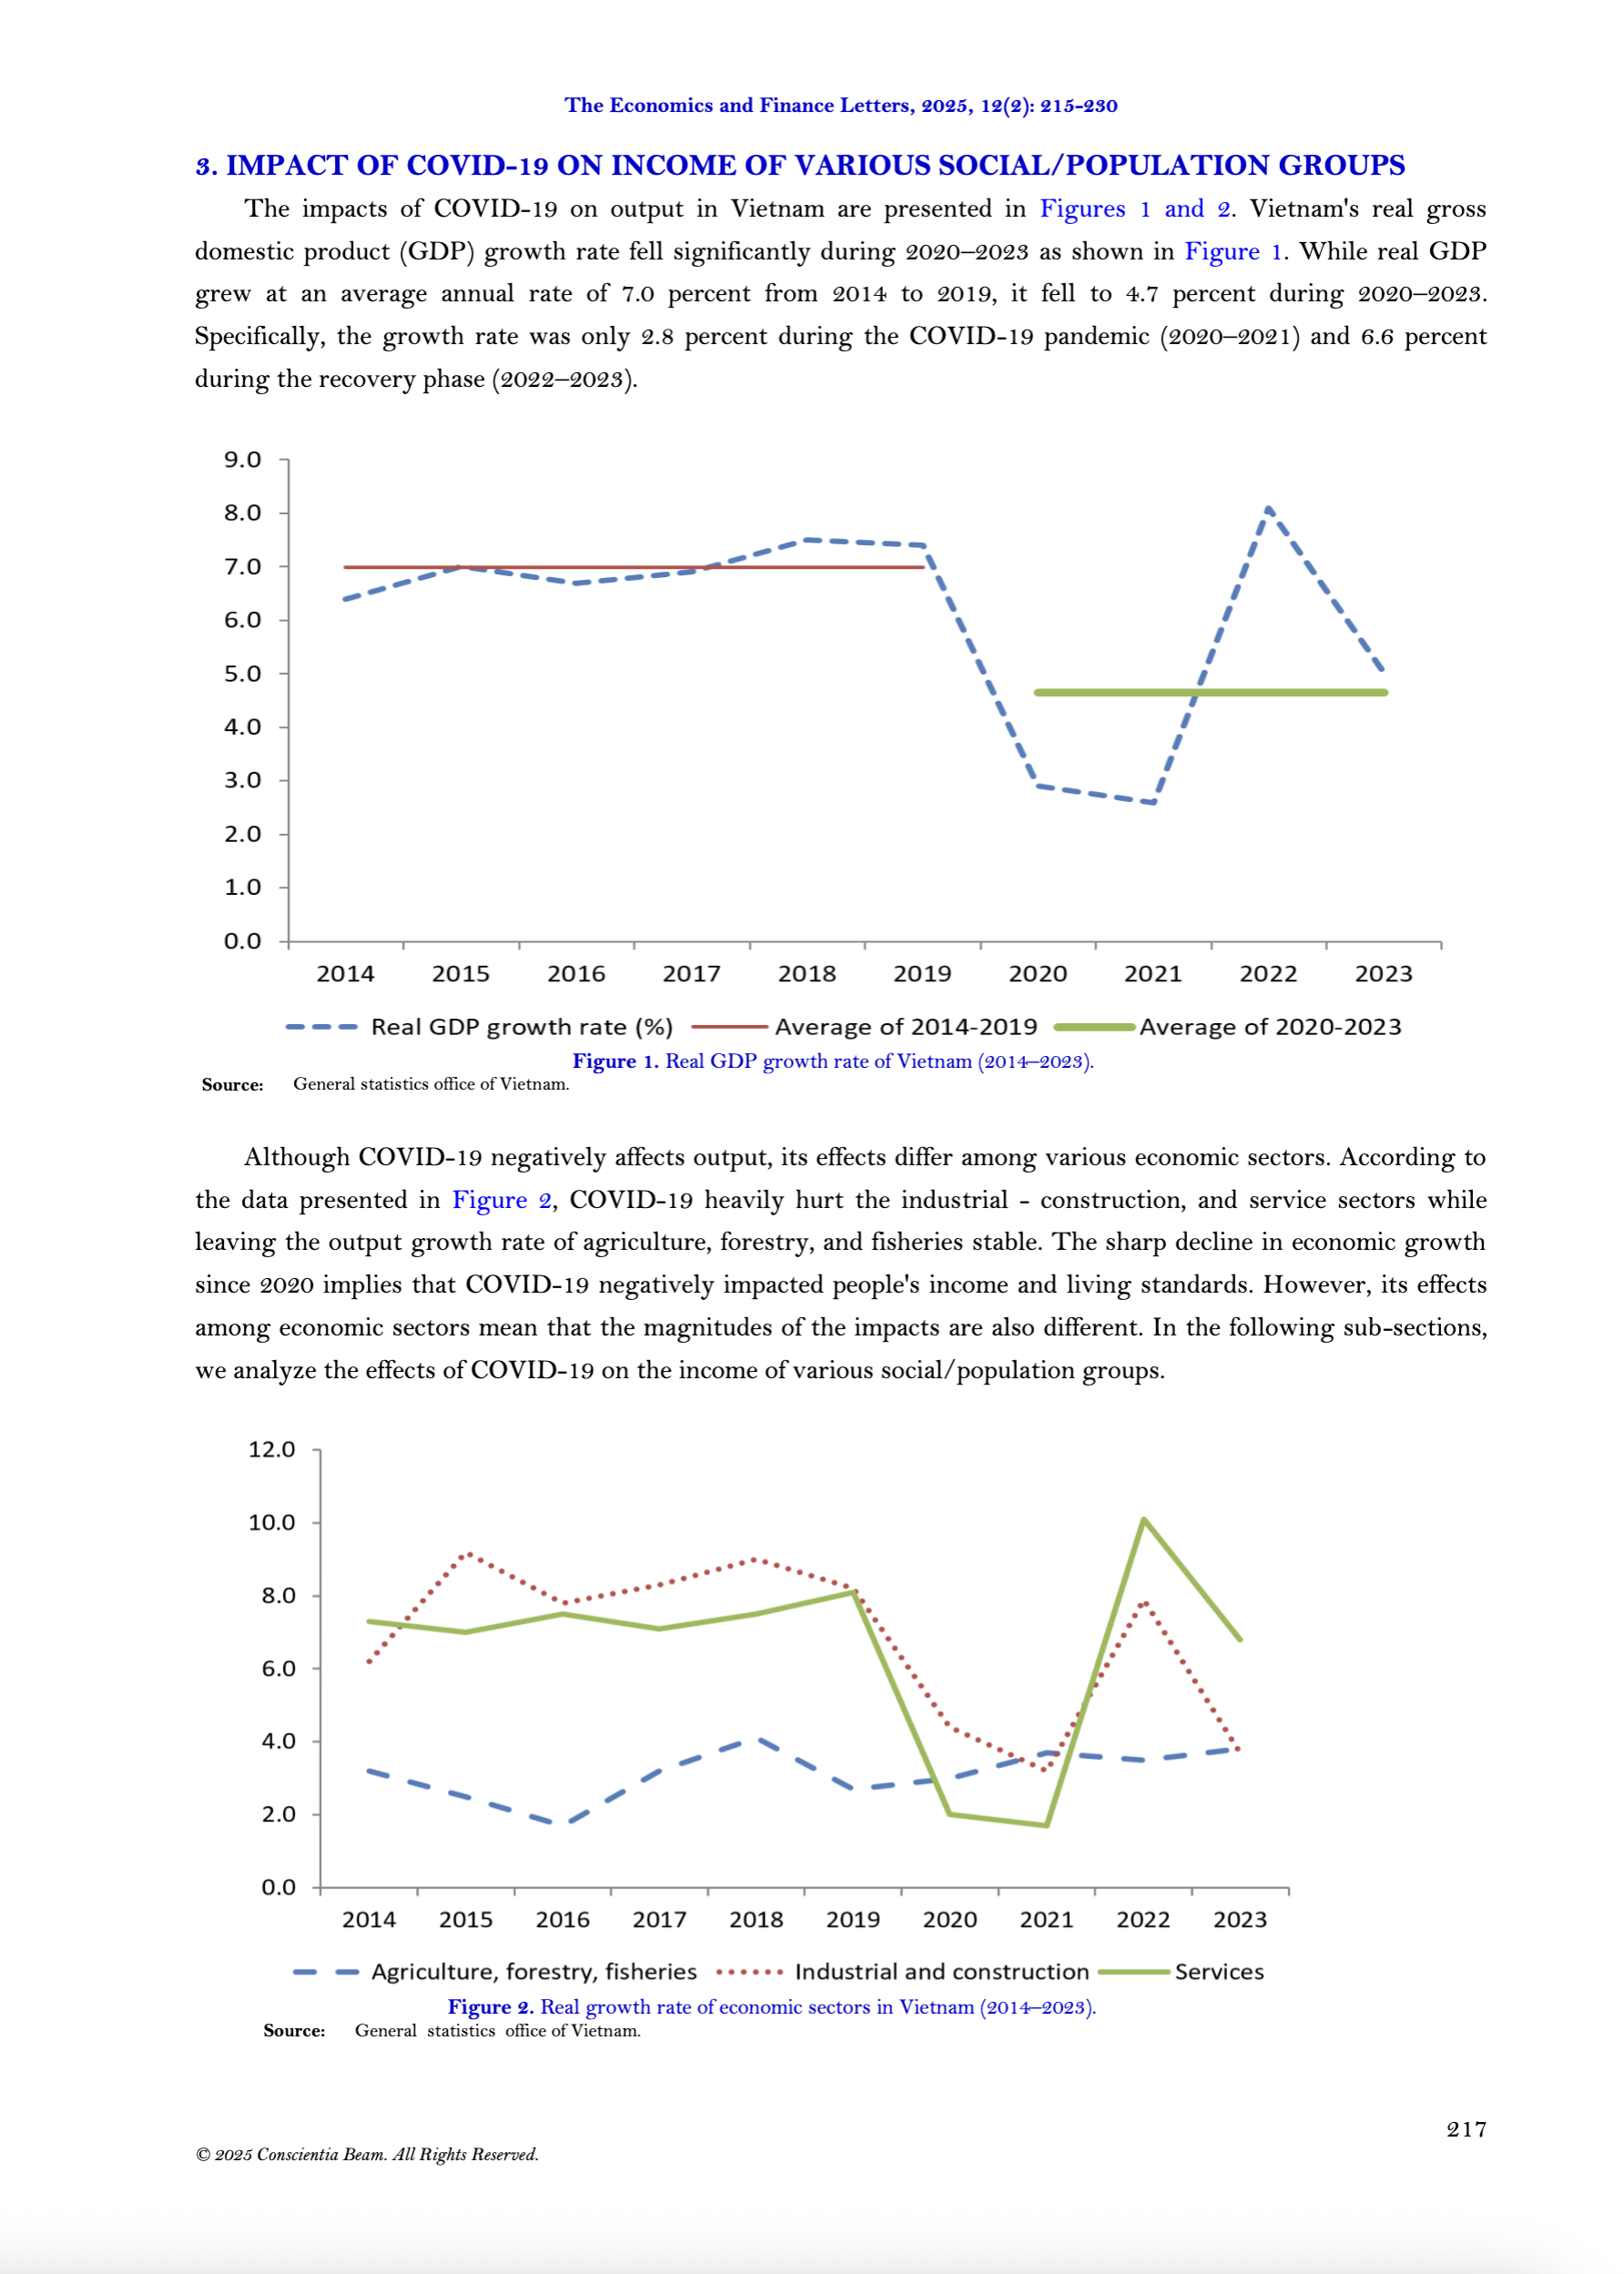 The Economics and Finance Letters, 2025, 12(2): 215-230
3. IMPACT OF COVID-19 ON INCOME OF VARIOUS SOCIAL/POPULATION GROUPS
The impacts of COVID-19 on output in Vietnam are presented in Figures 1 and 2. Vietnam's real gross
domestic product (GDP) growth rate fell significantly during 2020–2023 as shown in Figure 1. While real GDP
grew at an average annual rate of 7.0 percent from 2014 to 2019, it fell to 4.7 percent during 2020–2023.
Specifically, the growth rate was only 2.8 percent during the COVID-19 pandemic (2020–2021) and 6.6 percent
during the recovery phase (2022–2023).
9.0
8.0
7.0
6.0
5.0
4.0
3.0
2.0
1.0
0.0
2014 2015 2016 2017 2018 2019 2020 2021 2022 2023
Real GDP growth rate (%) Average of 2014-2019 Average of 2020-2023
Figure 1. Real GDP growth rate of Vietnam (2014–2023).
Source: General statistics office of Vietnam.
Although COVID-19 negatively affects output, its effects differ among various economic sectors. According to
the data presented in Figure 2, COVID-19 heavily hurt the industrial - construction, and service sectors while
leaving the output growth rate of agriculture, forestry, and fisheries stable. The sharp decline in economic growth
since 2020 implies that COVID-19 negatively impacted people's income and living standards. However, its effects
among economic sectors mean that the magnitudes of the impacts are also different. In the following sub-sections,
we analyze the effects of COVID-19 on the income of various social/population groups.
12.0
10.0
8.0
6.0
4.0
2.0
0.0
2014 2015 2016 2017 2018 2019 2020 2021 2022 2023
Agriculture, forestry, fisheries Industrial and construction Services
Figure 2. Real growth rate of economic sectors in Vietnam (2014–2023).
Source: General statistics office of Vietnam.
217
© 2025 Conscientia Beam. All Rights Reserved.